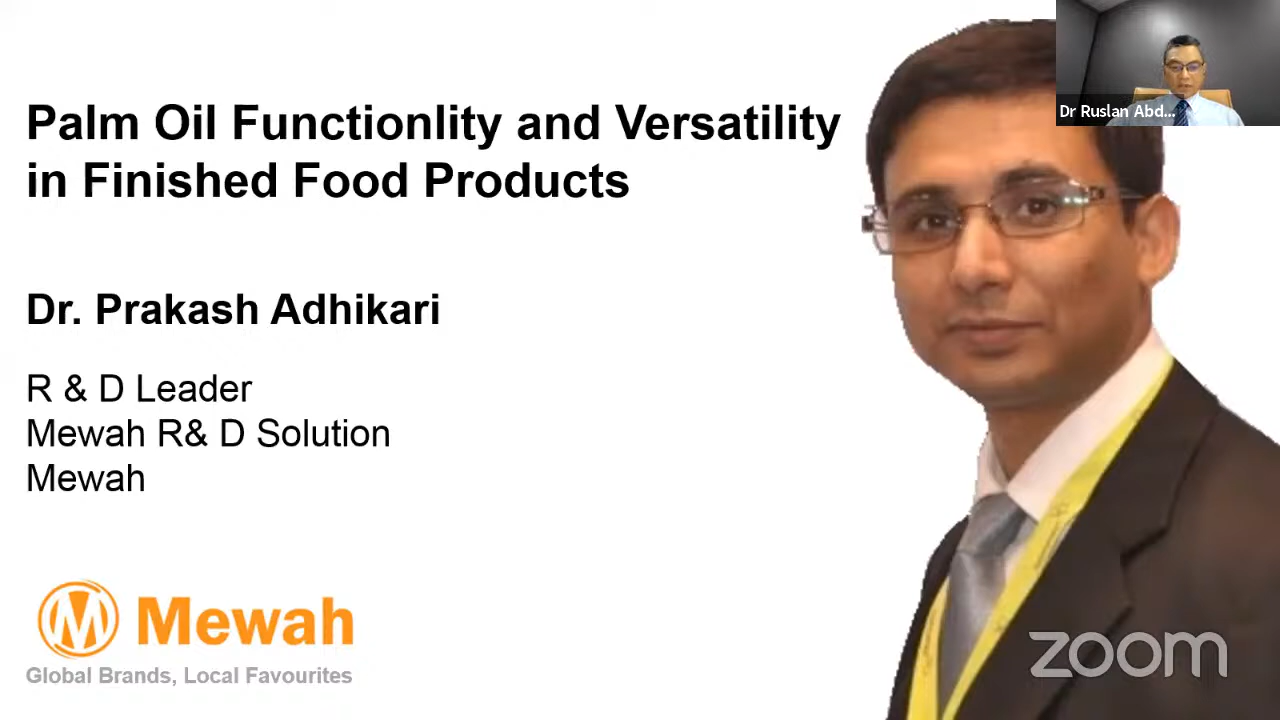 Palm Oil Functionlity and Versatility
in Finished Food Products
Dr. Prakash Adhikari
R & D Leader
Mewah R& D Solution
Mewah
Mewah
Global Brands, Local Favourites
Dr Ruslan Abd...
zoom